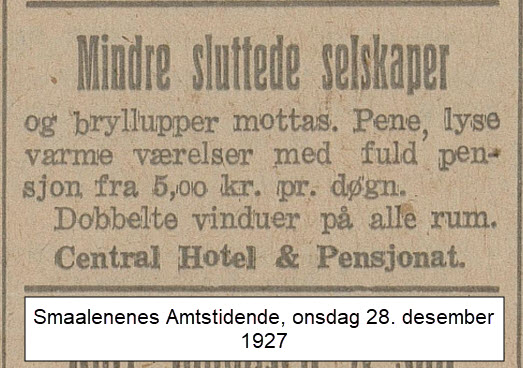 Mindre sluttede selskaper
og bryllupper mottas. Pene, lyse
varme værelser med fuld pen-
sjon fra 5,00 kr. pr. døgn.
Dobbelte vinduer på alle rum.
Central Hotel & Pensjonat.
Smaalenenes Amtstidende, onsdag 28. desember
1927